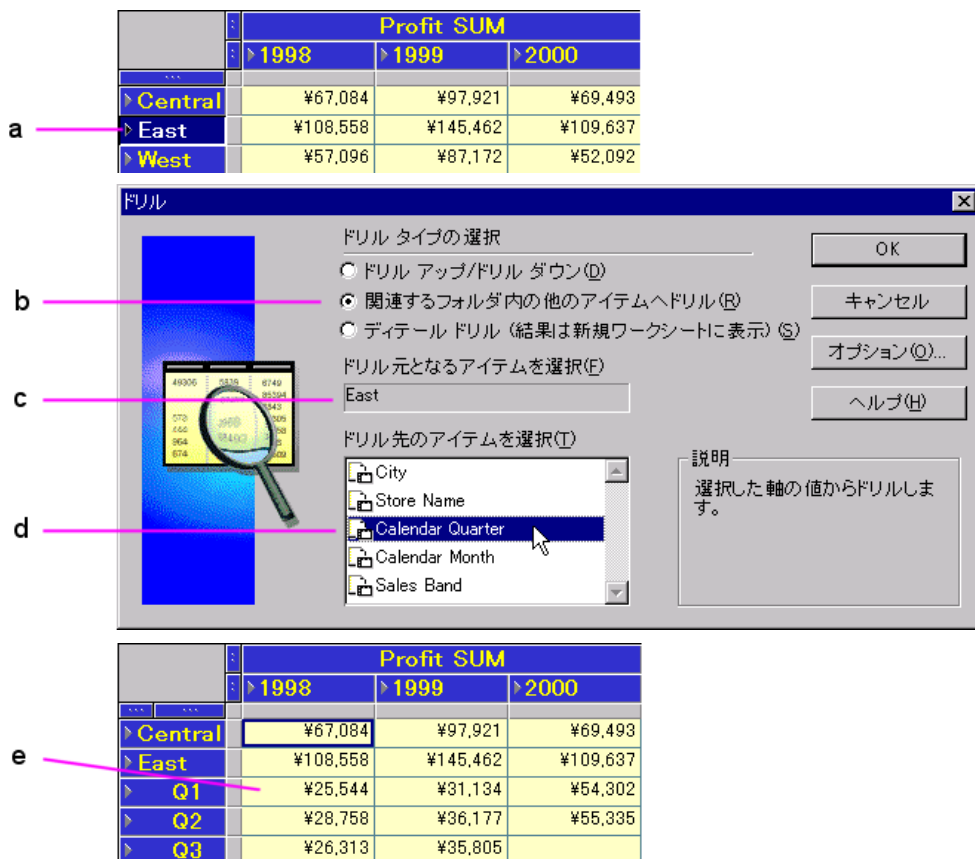 Profit SUM
1998 1999 2000
Central ¥67,084 ¥97,921 ¥69,493
a
East ¥108,558 ¥145,462 ¥109,637
West ¥57,096 ¥87,172 ¥52,092
ドリル
ドリル タイプの選択
OK
ドリル アップ/ドリル ダウン(D)
b
関連するフォルダ内の他のアイテムへドリル(R)
キャンセル
ディテール ドリル (結果は新規ワークシートに表示) (S)
オプション(O)...
ドリル元となるアイテムを選択(F)
c
East
ヘルプ(H)
ドリル先のアイテムを選択(T)
説明
City
選択した軸の値からドリルしま
す。
Store Name
d
Calendar Quarter
Calendar Month
Sales Band
Profit SUM
1998 1999 2000
Central ¥67,084 ¥97,921 ¥69,493
e
East ¥108,558 ¥145,462 ¥109,637
Q1 ¥25,544 ¥31,134 ¥54,302
Q2 ¥28,758 ¥36,177 ¥55,335
Q3 ¥26,313 ¥35,805